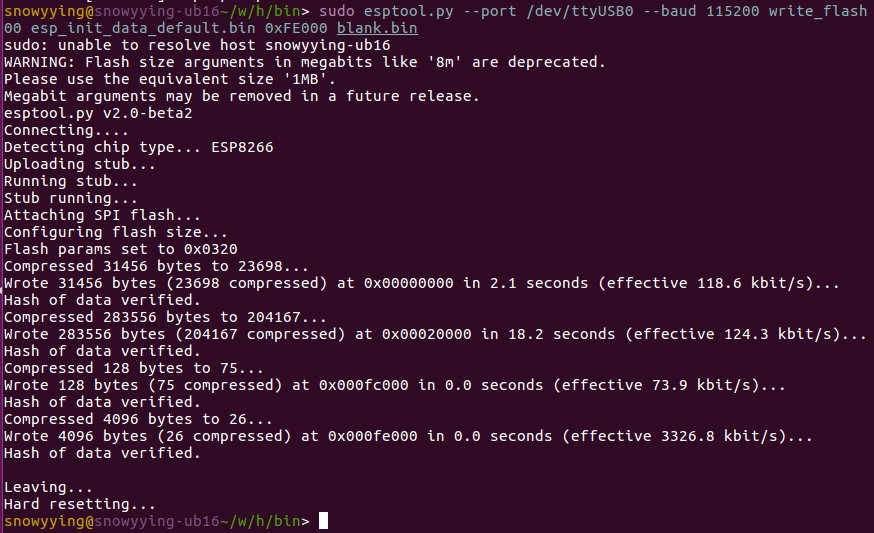 snowyying@snowyying-ub16~/w/h/bin> sudo esptool.py --port /dev/ttyUSB0 --baud 115200 write_flash
00 esp_init_data_default.bin 0xFE000 blank.bin
sudo: unable to resolve host snowyying-ub16
WARNING: Flash size arguments in megabits like '8m' are deprecated.
Please use the equivalent size '1MB'.
Megabit arguments may be removed in a future release.
esptool.py v2.0-beta2
Connecting....
Detecting chip type... ESP8266
Uploading stub...
Running stub...
Stub running...
Attaching SPI flash...
Configuring flash size...
Flash params set to 0x0320
Compressed 31456 bytes to 23698...
Wrote 31456 bytes (23698 compressed) at 0x00000000 in 2.1 seconds (effective 118.6 kbit/s)...
Hash of data verified.
Compressed 283556 bytes to 204167...
Wrote 283556 bytes (204167 compressed) at 0x00020000 in 18.2 seconds (effective 124.3 kbit/s)...
Hash of data verified.
Compressed 128 bytes to 75...
Wrote 128 bytes (75 compressed) at 0x000fc000 in 0.0 seconds (effective 73.9 kbit/s)...
Hash of data verified.
Compressed 4096 bytes to 26...
Wrote 4096 bytes (26 compressed) at 0x000fe000 in 0.0 seconds (effective 3326.8 kbit/s)...
Hash of data verified.
Leaving...
Hard resetting...
snowyying@snowyying-ub16~/w/h/bin>